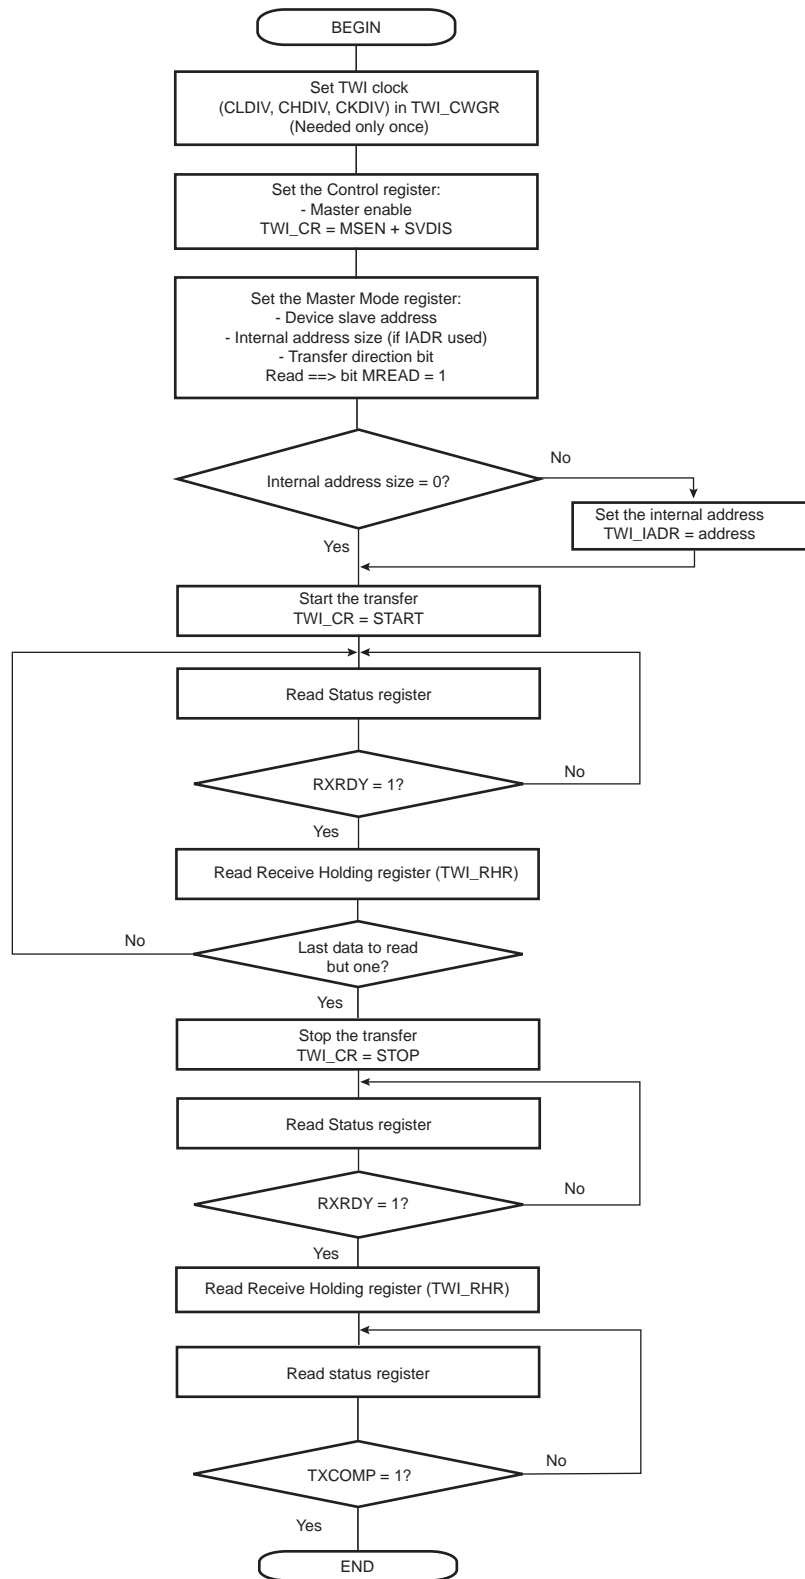 BEGIN
Set TWI clock
(CLDIV, CHDIV, CKDIV) in TWI_CWGR
(Needed only once)
Set the Control register:
- Master enable
TWI_CR = MSEN + SVDIS
Set the Master Mode register:
- Device slave address
- Internal address size (if IADR used)
- Transfer direction bit
Read ==> bit MREAD = 1
Internal address size = 0?
No
Set the internal address
TWI_IADR = address
Yes
Start the transfer
TWI_CR = START
Read Status register
RXRDY = 1?
No
Yes
Read Receive Holding register (TWI_RHR)
No
Last data to read
but one?
Yes
Stop the transfer
TWI_CR = STOP
Read Status register
RXRDY = 1?
No
Yes
Read Receive Holding register (TWI_RHR)
Read status register
TXCOMP = 1?
No
Yes
END